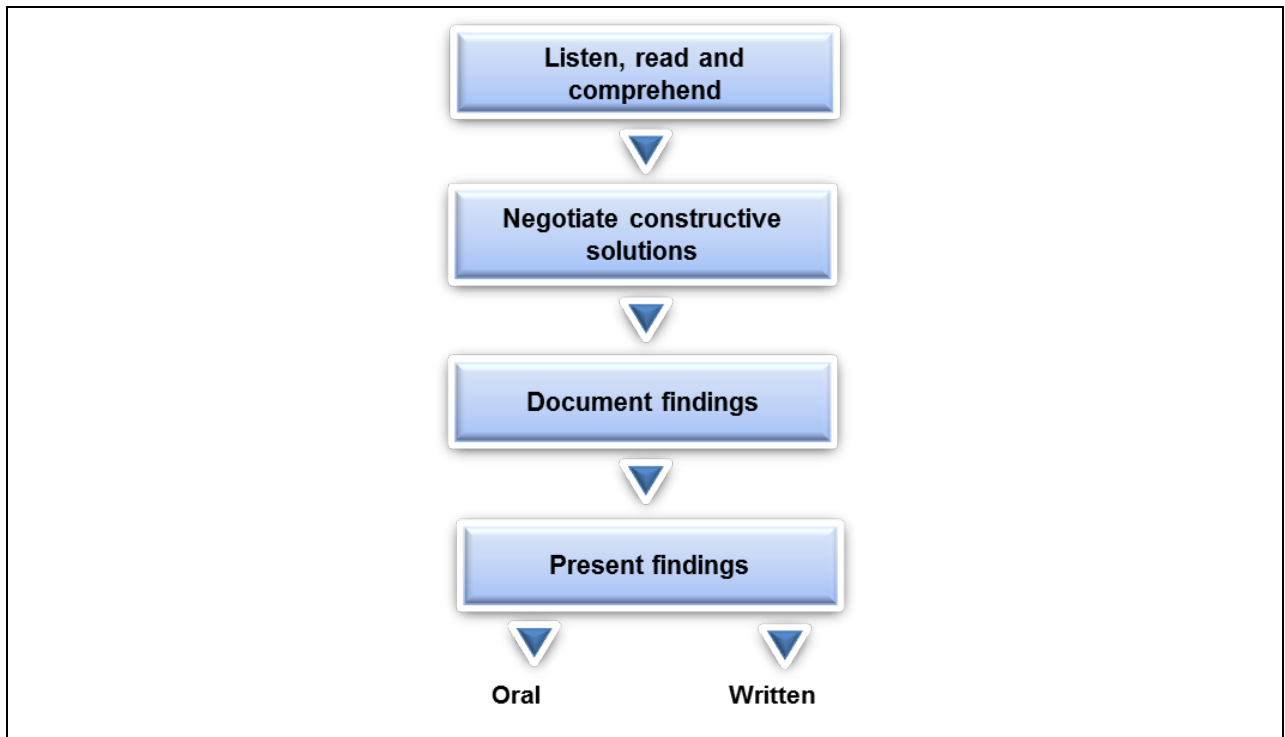 Listen, read and
comprehend
Negotiate constructive
solutions
Document findings
Present findings
Oral
Written